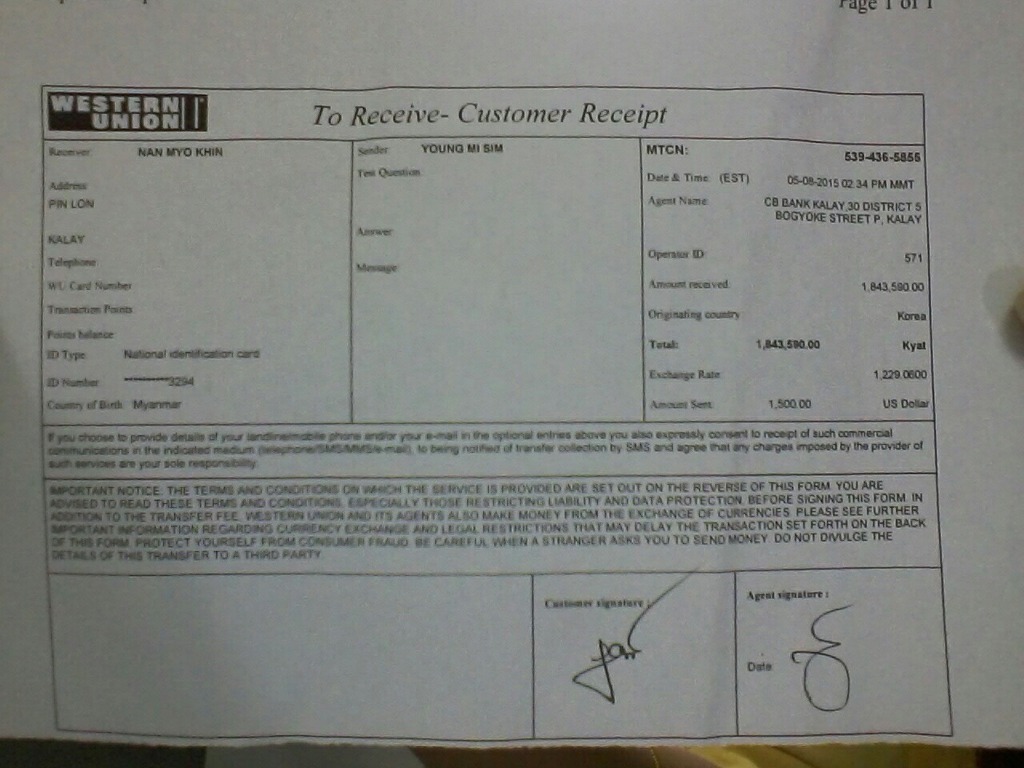 Page 1 of 1
WESTERN UNION
To Receive- Customer Receipt
Receiver: NAN MYO KHIN
Address
PIN LON
KALAY
Telephone
WU Card Number
Transaction Points
Points balance
ID Type National identification card
ID Number **********3294
Country of Birth Myanmar
Sender: YOUNG MI SIM
Test Question
Answer
Message
MTCN: 539-436-5855
Date & Time: (EST) 05-08-2015 02:34 PM MMT
Agent Name CB BANK KALAY,30 DISTRICT 5
BOGYOKE STREET P, KALAY
Operator ID 571
Amount received: 1,843,590.00
Originating country Korea
Total: 1,843,590.00 Kyat
Exchange Rate: 1,229.0600
Amount Sent: 1,500.00 US Dollar
If you choose to provide details of your landline/mobile phone and/or your e-mail in the optional entries above you also expressly consent to receipt of such commercial
communications in the indicated medium (telephone/SMS/MMS/e-mail), to being notified of transfer collection by SMS and agree that any charges imposed by the provider of
such services are your sole responsibility.
IMPORTANT NOTICE: THE TERMS AND CONDITIONS ON WHICH THE SERVICE IS PROVIDED ARE SET OUT ON THE REVERSE OF THIS FORM. YOU ARE
ADVISED TO READ THESE TERMS AND CONDITIONS, ESPECIALLY THOSE RESTRICTING LIABILITY AND DATA PROTECTION, BEFORE SIGNING THIS FORM. IN
ADDITION TO THE TRANSFER FEE, WESTERN UNION AND ITS AGENTS ALSO MAKE MONEY FROM THE EXCHANGE OF CURRENCIES. PLEASE SEE FURTHER
IMPORTANT INFORMATION REGARDING CURRENCY EXCHANGE AND LEGAL RESTRICTIONS THAT MAY DELAY THE TRANSACTION SET FORTH ON THE BACK
OF THIS FORM. PROTECT YOURSELF FROM CONSUMER FRAUD. BE CAREFUL WHEN A STRANGER ASKS YOU TO SEND MONEY. DO NOT DIVULGE THE
DETAILS OF THIS TRANSFER TO A THIRD PARTY.
Customer signature :
Agent signature :
Date: